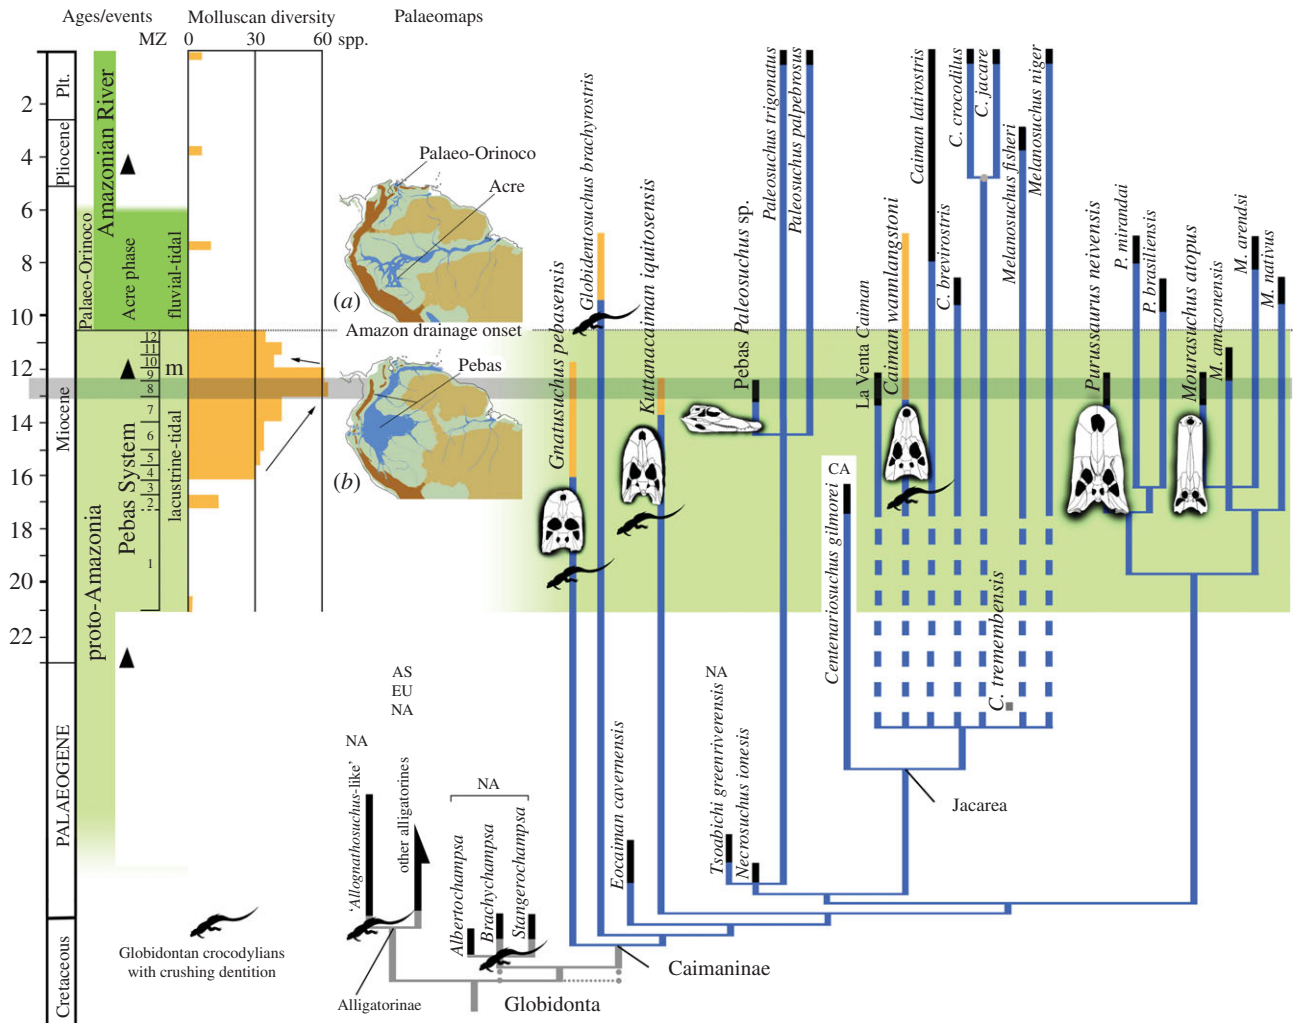 Ages/events
Molluscan diversity
Palaeomaps
MZ
0
30
60
spp.
Plt.
Pliocene
Miocene
PALAEOGENE
Cretaceous
2
4
6
8
10
12
14
16
18
20
22
Amazonian River
Palaeo-Orinoco
Acre phase
fluvial-tidal
proto-Amazonia
Pebas System
lacustrine-tidal
12
11
10
9
8
7
6
5
4
3
2
1
m
Palaeo-Orinoco
Acre
(a)
Amazon drainage onset
Pebas
(b)
Gnatusuchus pebasensis
Globidentosuchus brachyrostris
Kuttanacaiman iquitosensis
Pebas Paleosuchus sp.
Paleosuchus trigonatus
Paleosuchus palpebrosus
La Venta Caiman
Caiman wannlangstoni
Caiman latirostris
C. brevirostris
C. crocodilus
C. jacare
Melanosuchus fisheri
Melanosuchus niger
Purussaurus neivensis
P. mirandai
P. brasiliensis
Mourasuchus atopus
M. amazonensis
M. arendsi
M. nativus
CA
Centenariosuchus gilmorei
C. tremembensis
AS
EU
NA
NA
'Allognathosuchus-like'
other alligatorines
NA
Albertochampsa
Brachychampsa
Stangerochampsa
Eocaiman cavernensis
NA
Tsoabichi greenriverensis
Necrosuchus ionesis
Jacarea
Caimaninae
Globidonta
Alligatorinae
Globidontan crocodylians
with crushing dentition